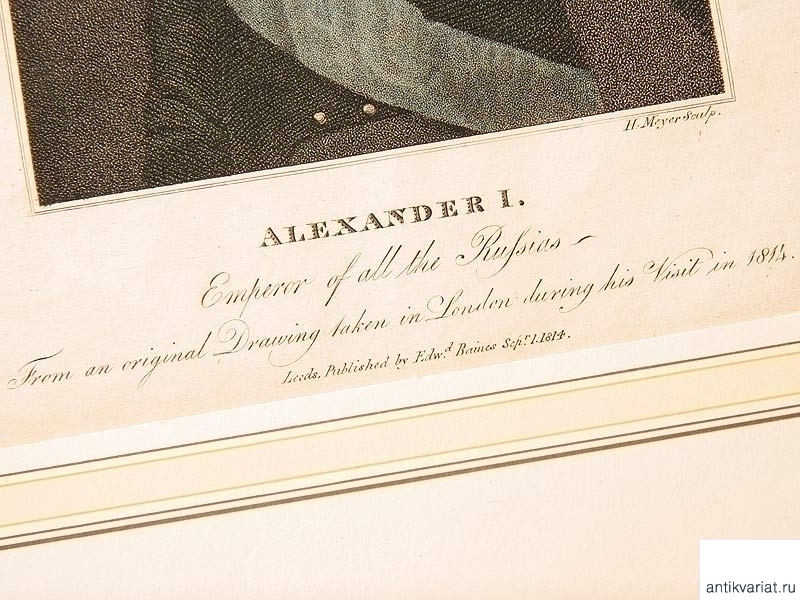 H. Meyer Sculp.
ALEXANDER I.
Emperor of all the Russias
From an original Drawing taken in London during his Visit in 1814.
Leeds, Published by Edw.d Baines Sep.r 1. 1814.
antikvariat.ru